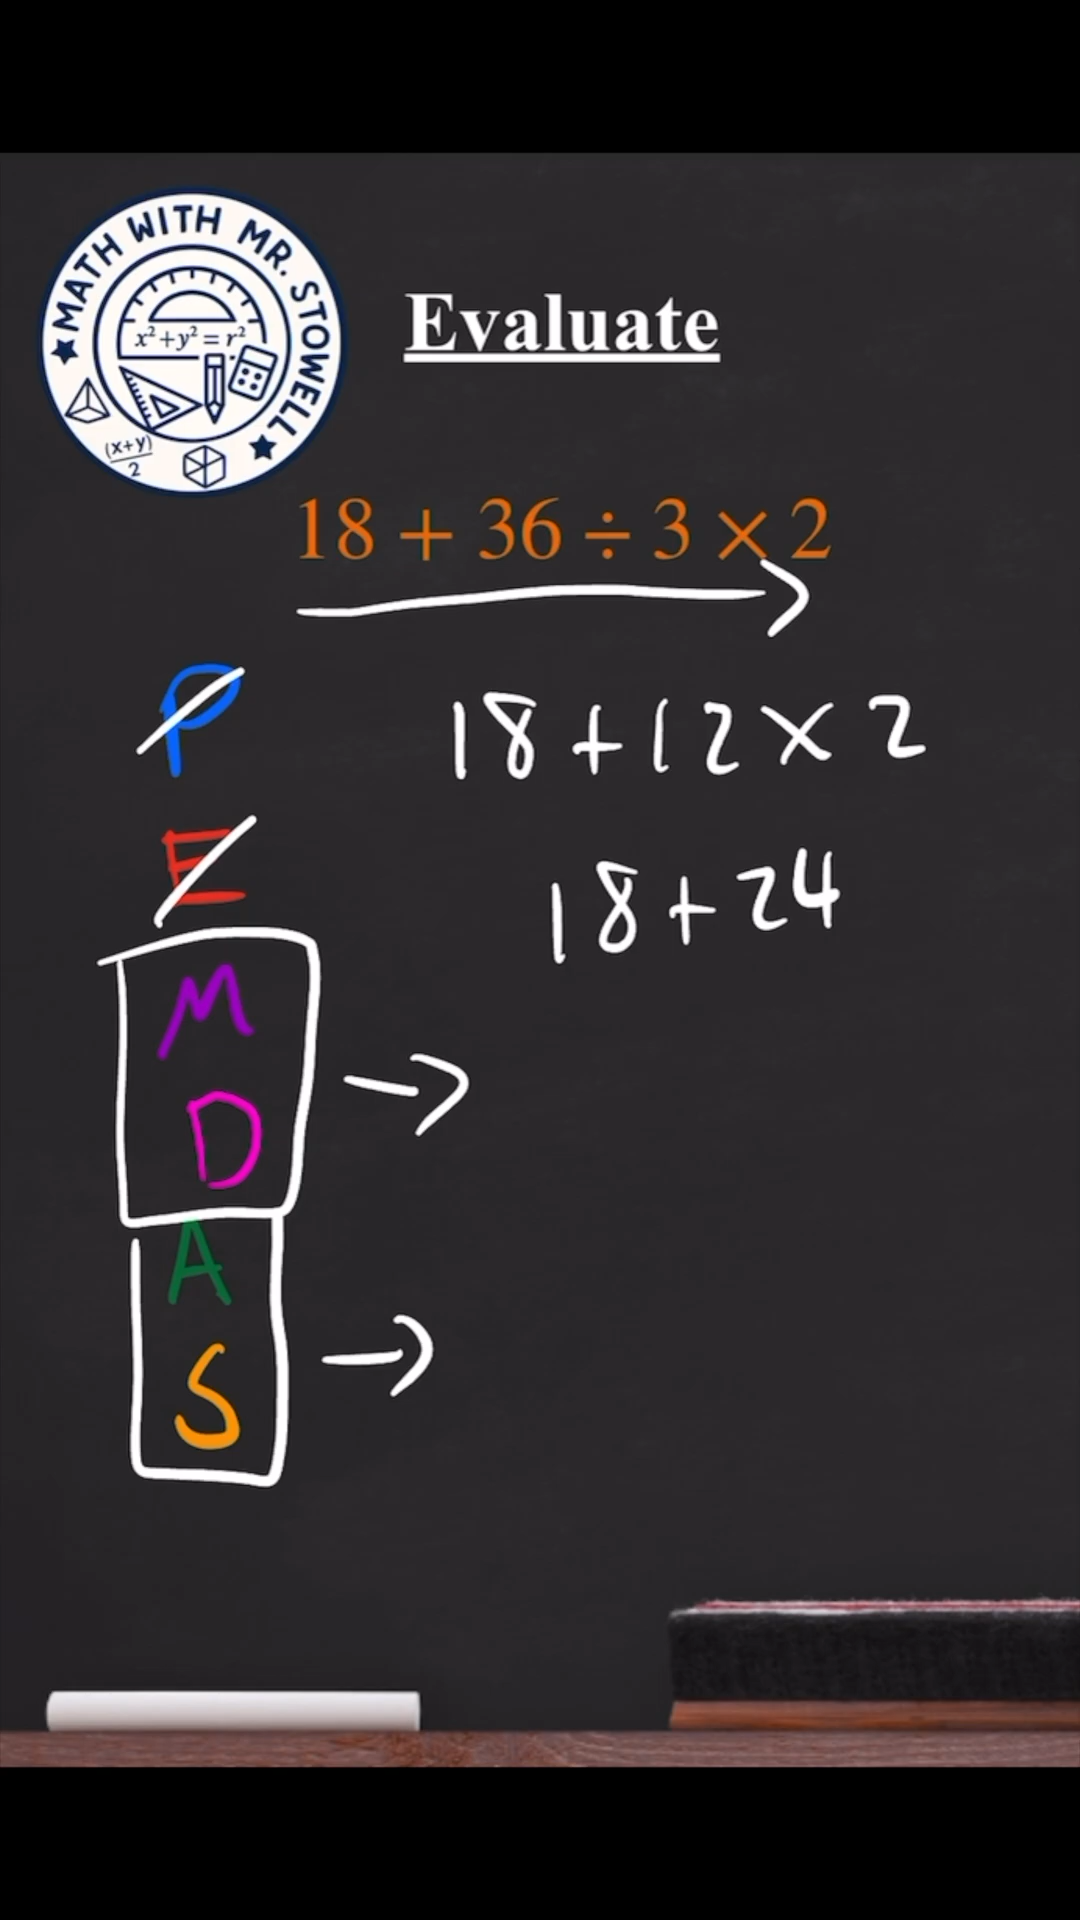 MATH WITH MR. STOWELL
x² + y² = r²
(x+y)
2
Evaluate
18 + 36 ÷ 3 × 2
P
18 + 12 × 2
E
18 + 24
M
D
A
S